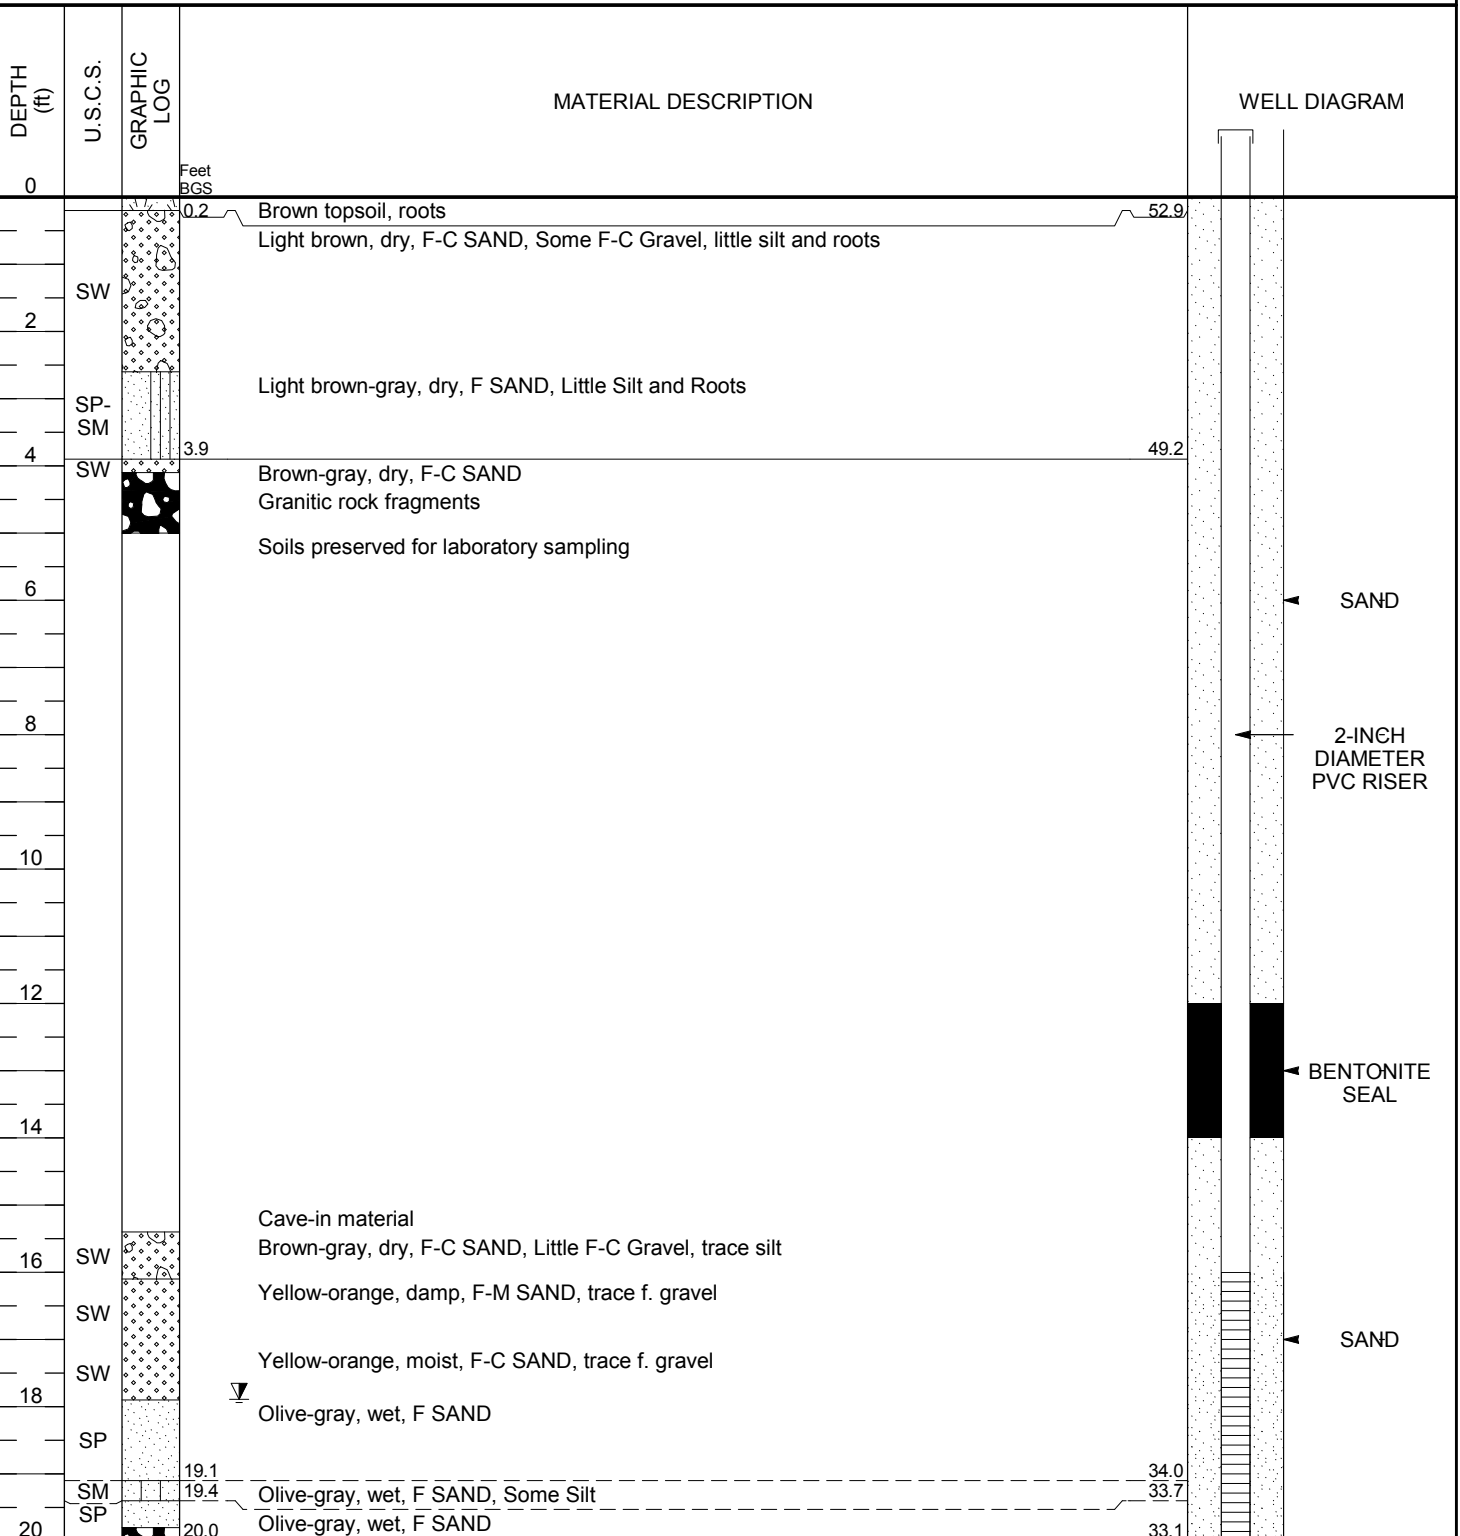 DEPTH
(ft)
U.S.C.S.
GRAPHIC
LOG
MATERIAL DESCRIPTION
WELL DIAGRAM
Feet
BGS
0
0.2 Brown topsoil, roots 52.9
Light brown, dry, F-C SAND, Some F-C Gravel, little silt and roots
SW
2
Light brown-gray, dry, F SAND, Little Silt and Roots
SP-
SM
3.9 49.2
4
SW
Brown-gray, dry, F-C SAND
Granitic rock fragments
Soils preserved for laboratory sampling
6
SAND
8
2-INCH
DIAMETER
PVC RISER
10
12
BENTONITE
SEAL
14
Cave-in material
SW
Brown-gray, dry, F-C SAND, Little F-C Gravel, trace silt
16
Yellow-orange, damp, F-M SAND, trace f. gravel
SW
SAND
Yellow-orange, moist, F-C SAND, trace f. gravel
SW
18
Olive-gray, wet, F SAND
SP
19.1 34.0
SM
19.4 Olive-gray, wet, F SAND, Some Silt 33.7
SP
Olive-gray, wet, F SAND
20
20.0 33.1